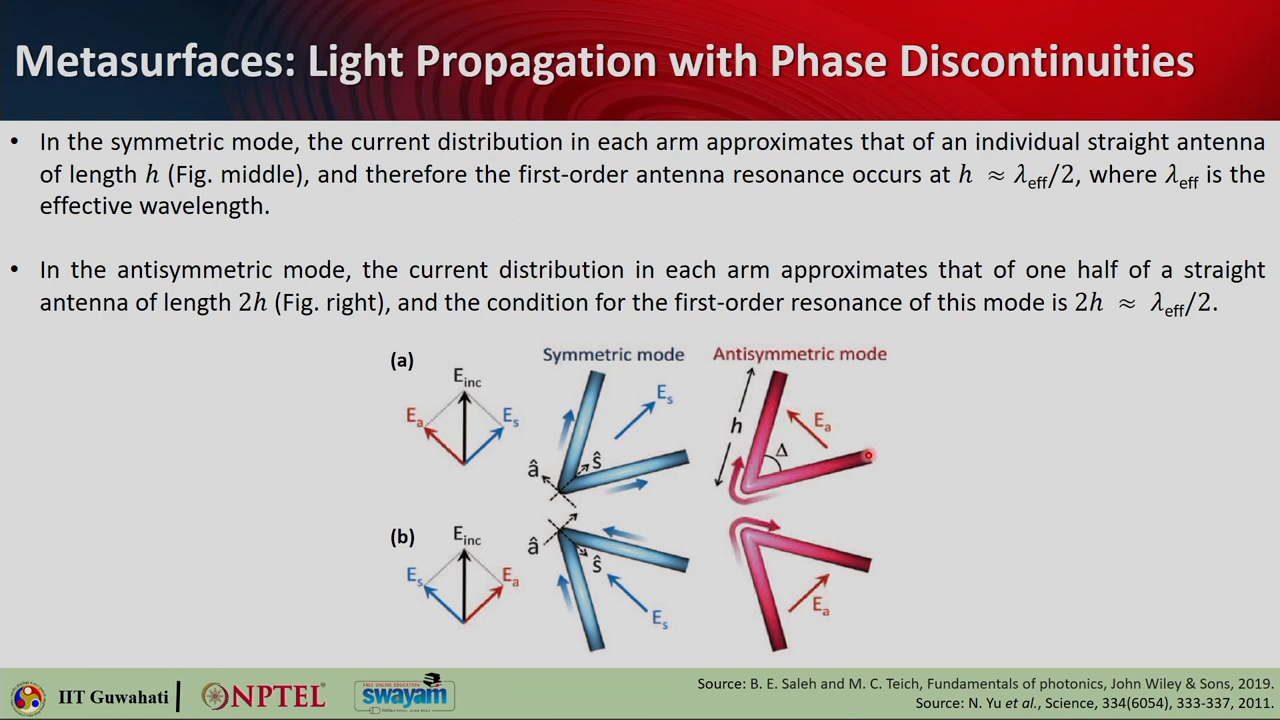 Metasurfaces: Light Propagation with Phase Discontinuities
• In the symmetric mode, the current distribution in each arm approximates that of an individual straight antenna
of length h (Fig. middle), and therefore the first-order antenna resonance occurs at h ≈ λeff/2, where λeff is the
effective wavelength.
• In the antisymmetric mode, the current distribution in each arm approximates that of one half of a straight
antenna of length 2h (Fig. right), and the condition for the first-order resonance of this mode is 2h ≈ λeff/2.
(a)
Einc
Ea
Es
Symmetric mode
Es
â
ŝ
Antisymmetric mode
h
Ea
Δ
(b)
Einc
Es
Ea
â
ŝ
Es
Ea
IIT Guwahati
NPTEL
FREE ONLINE EDUCATION
swayam
Source: B. E. Saleh and M. C. Teich, Fundamentals of photonics, John Wiley & Sons, 2019.
Source: N. Yu et al., Science, 334(6054), 333-337, 2011.